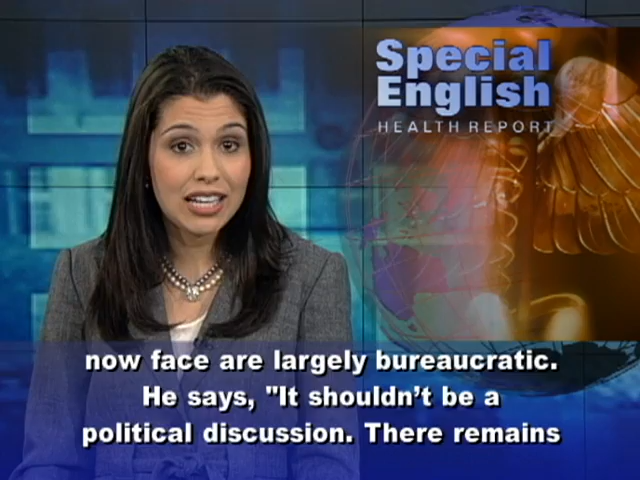 Special
English
HEALTH REPORT
now face are largely bureaucratic.
He says, "It shouldn't be a
political discussion. There remains